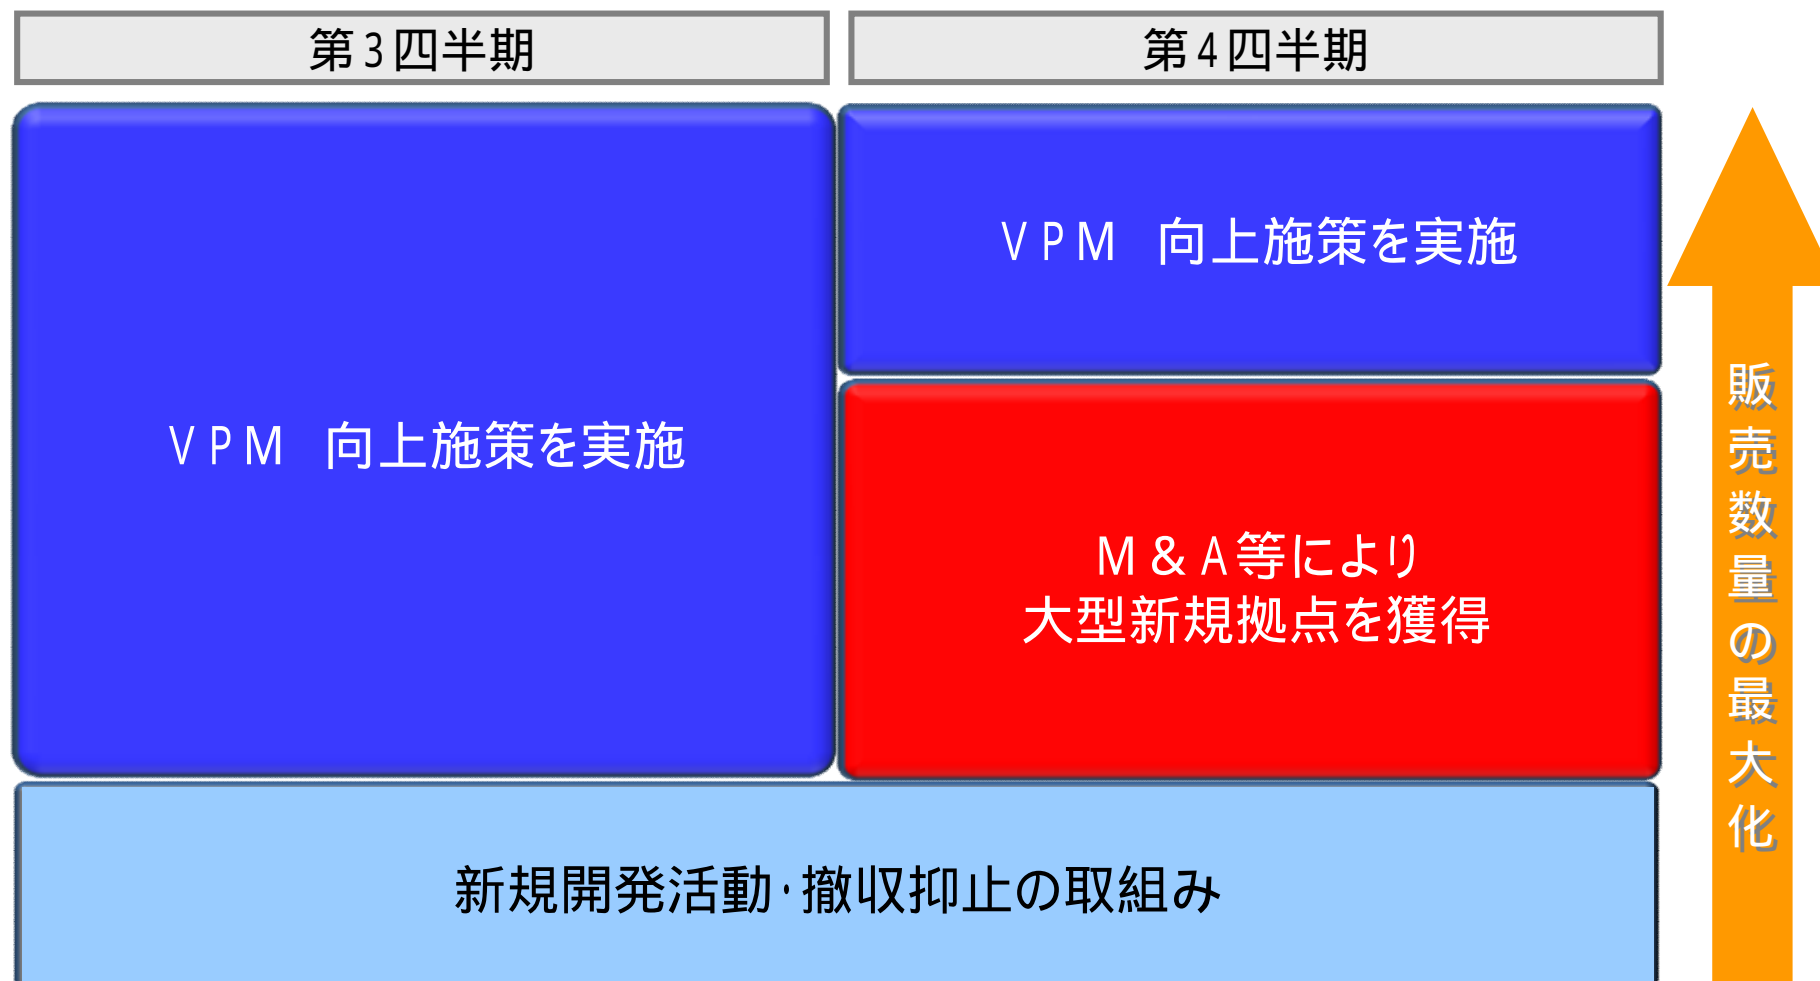 第3四半期
第4四半期
VPM 向上施策を実施
VPM 向上施策を実施
M&A等により
大型新規拠点を獲得
新規開発活動·撤収抑止の取組み
販売数量の最大化